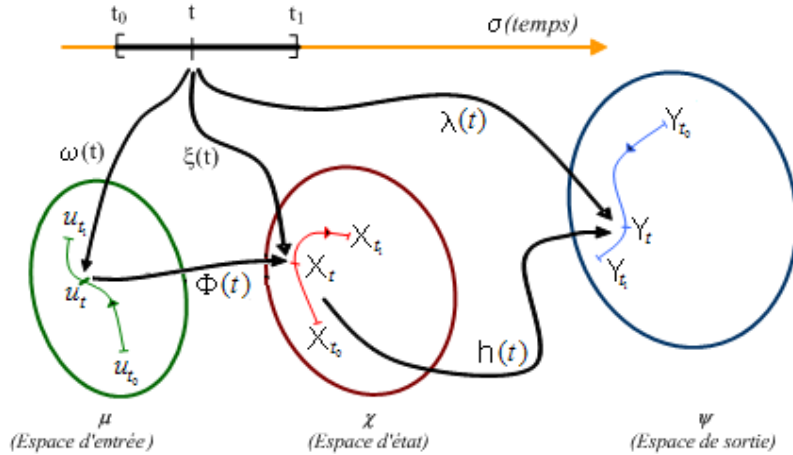 t₀ t t₁
σ(temps)
ω(t) ξ(t) λ(t)
Y_{t₀}
u_{t₁} X_{t₁}
Y_t
u_t Φ(t) X_t
Y_{t₁}
u_{t₀} X_{t₀} h(t)
μ χ ψ
(Espace d'entrée) (Espace d'état) (Espace de sortie)